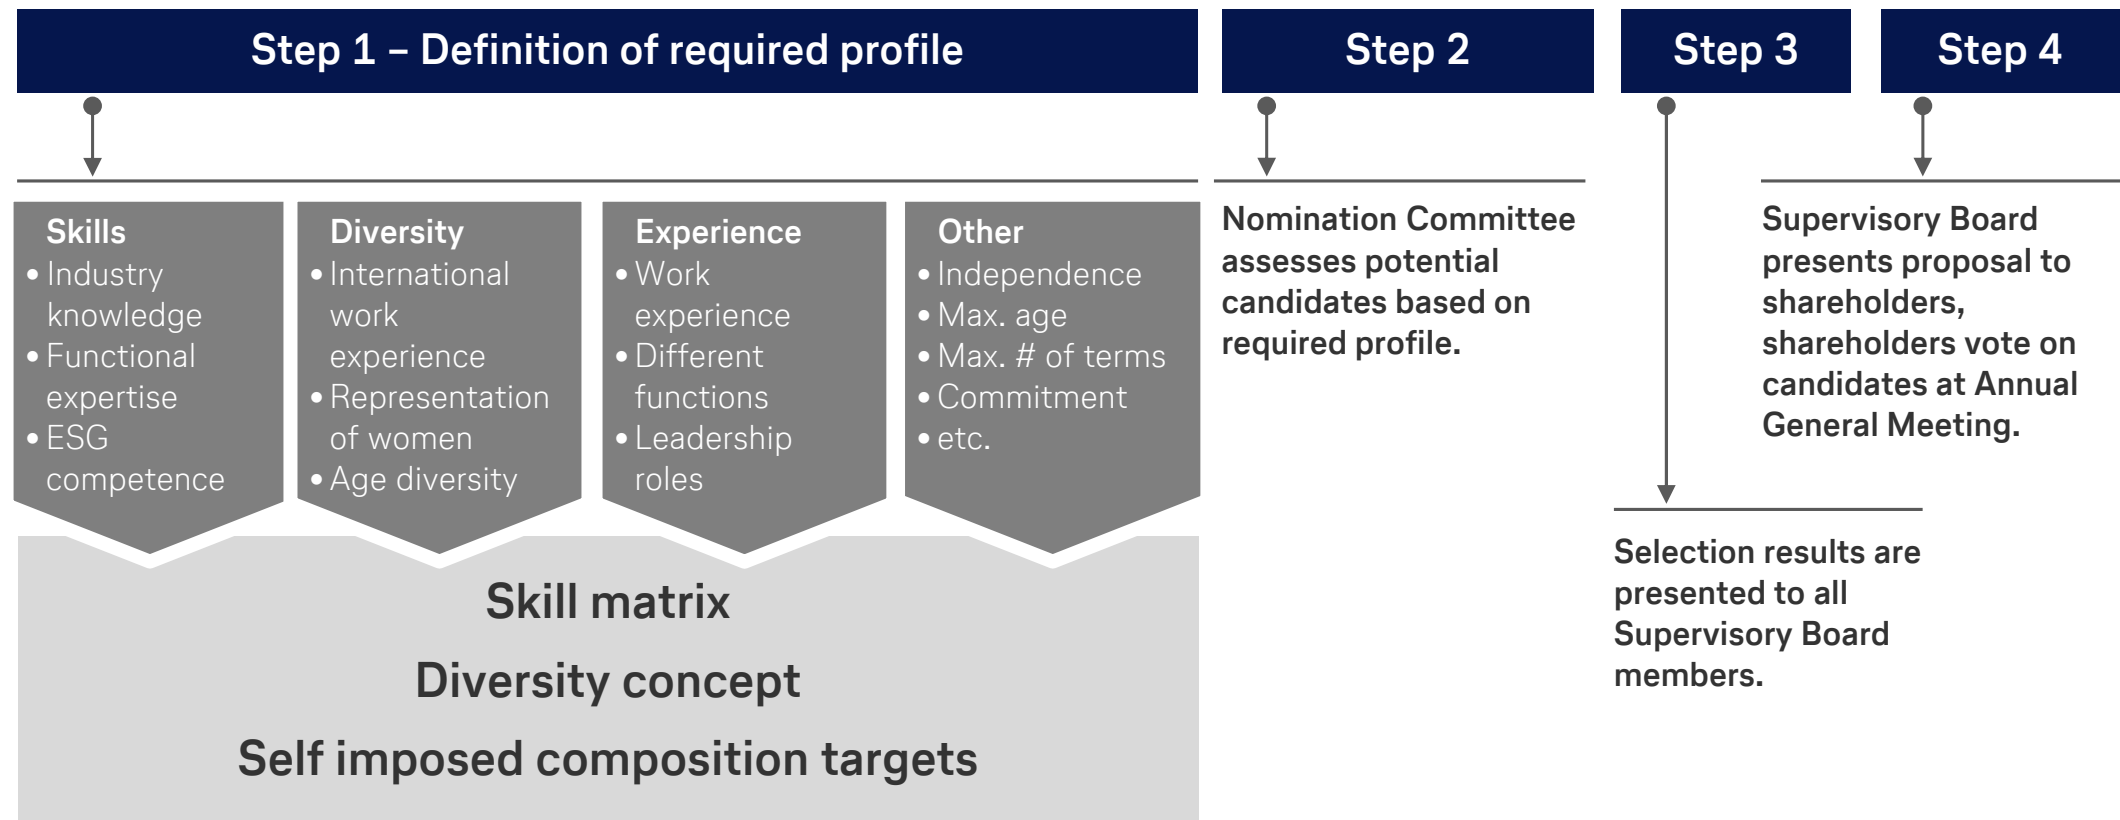 Step 1 – Definition of required profile
Skills
• Industry
knowledge
• Functional
expertise
• ESG
competence
Diversity
• International
work
experience
• Representation
of women
• Age diversity
Experience
• Work
experience
• Different
functions
• Leadership
roles
Other
• Independence
• Max. age
• Max. # of terms
• Commitment
• etc.
Skill matrix
Diversity concept
Self imposed composition targets
Step 2
Nomination Committee
assesses potential
candidates based on
required profile.
Step 3
Selection results are
presented to all
Supervisory Board
members.
Step 4
Supervisory Board
presents proposal to
shareholders,
shareholders vote on
candidates at Annual
General Meeting.